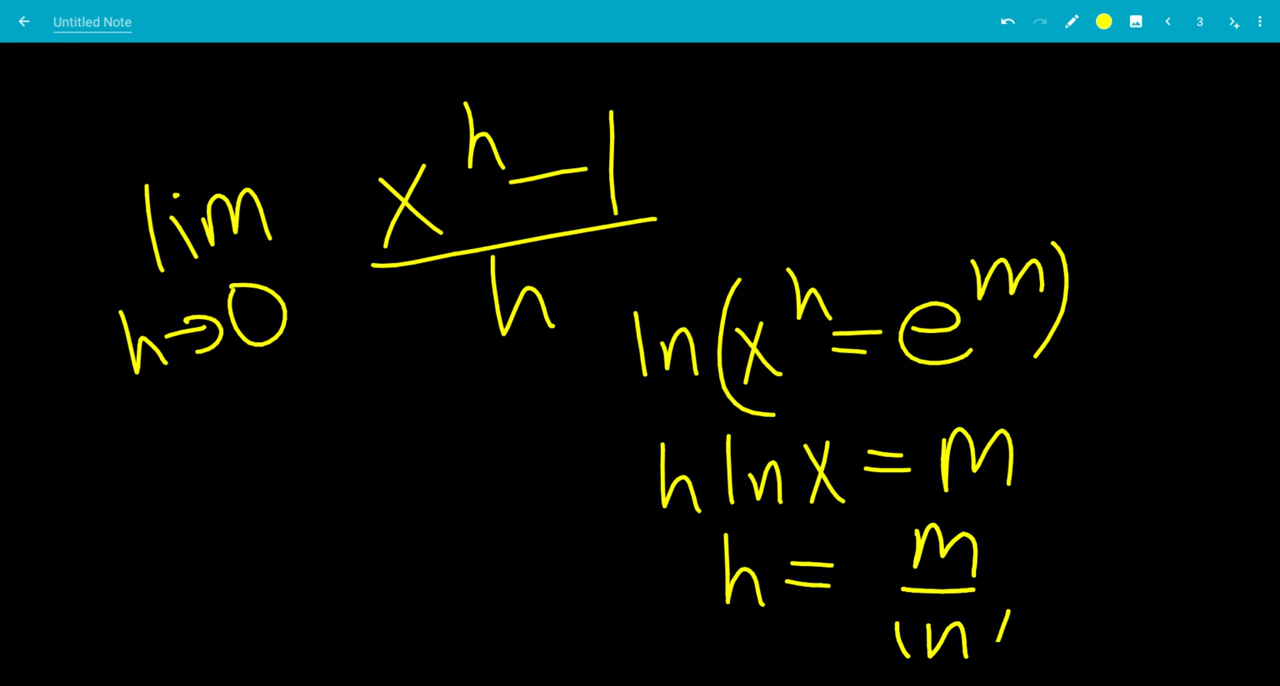 Untitled Note
3
lim x^h - 1
h→0 h
ln(x^h = e^m)
h ln x = m
h = m
ln